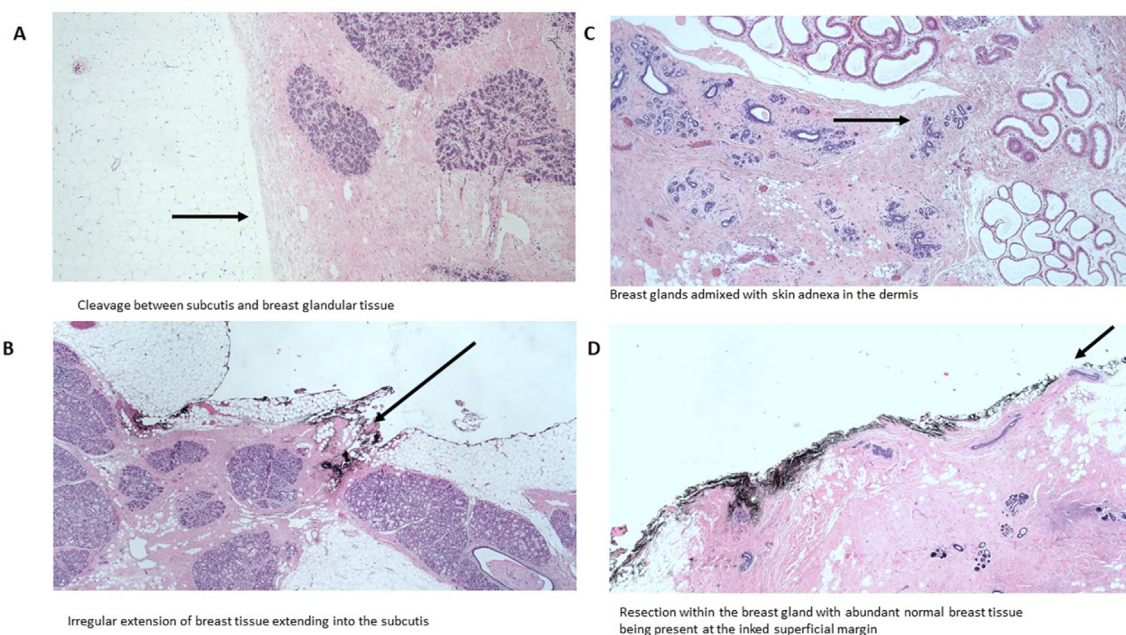 A
Cleavage between subcutis and breast glandular tissue
B
Irregular extension of breast tissue extending into the subcutis
C
Breast glands admixed with skin adnexa in the dermis
D
Resection within the breast gland with abundant normal breast tissue
being present at the inked superficial margin